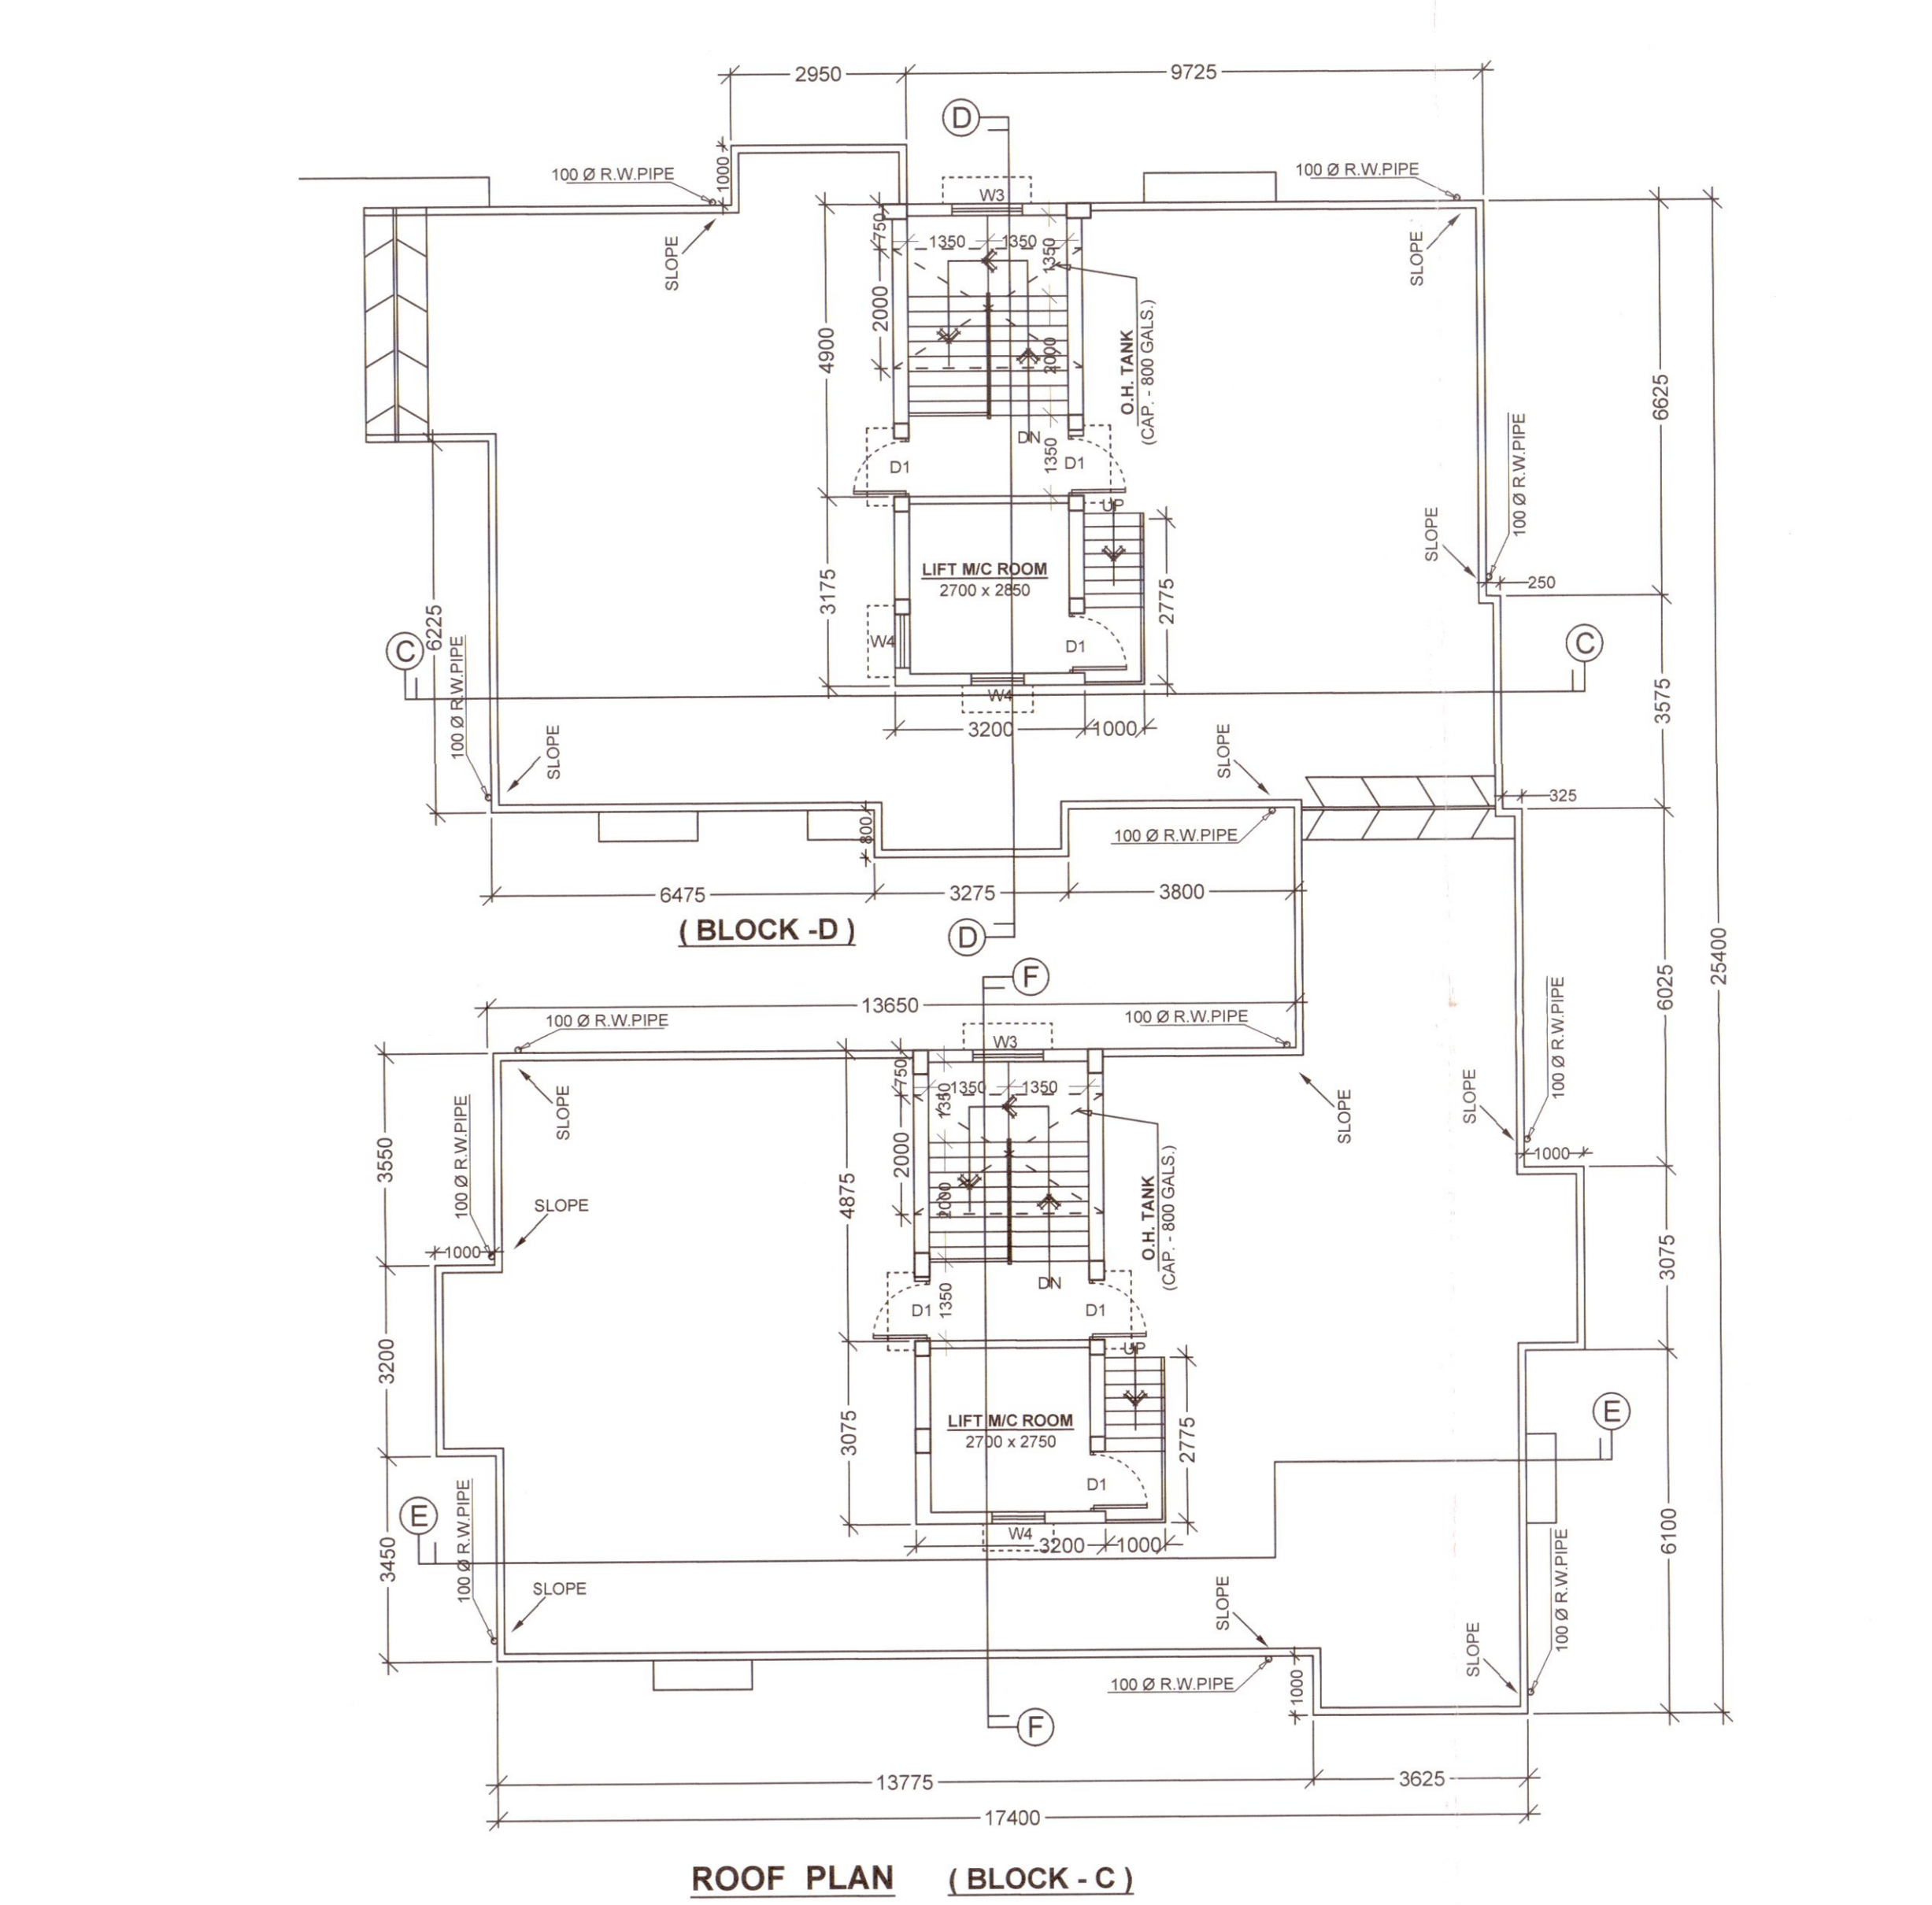 2950
9725
D
100 Ø R.W.PIPE
1000
W3
100 Ø R.W.PIPE
SLOPE
750
1350
1350
1350
SLOPE
4900
2000
2000
O.H. TANK
(CAP. - 800 GALS.)
6625
DN
D1
1350
D1
100 Ø R.W.PIPE
UP
SLOPE
LIFT M/C ROOM
2700 x 2850
3175
2775
250
6225
C
W4
D1
C
100 Ø R.W.PIPE
W4
3575
3200
1000
SLOPE
SLOPE
325
800
100 Ø R.W.PIPE
6475
3275
3800
( BLOCK -D )
D
25400
F
6025
13650
100 Ø R.W.PIPE
100 Ø R.W.PIPE
100 Ø R.W.PIPE
W3
750
1350
1350
1350
SLOPE
SLOPE
SLOPE
3550
100 Ø R.W.PIPE
2000
1000
4875
2000
O.H. TANK
(CAP. - 800 GALS.)
SLOPE
1000
3075
DN
D1
1350
D1
3200
UP
E
LIFT M/C ROOM
2700 x 2750
3075
2775
D1
E
W4
3200
1000
6100
3450
100 Ø R.W.PIPE
SLOPE
SLOPE
100 Ø R.W.PIPE
SLOPE
100 Ø R.W.PIPE
1000
F
13775
3625
17400
ROOF PLAN ( BLOCK - C )